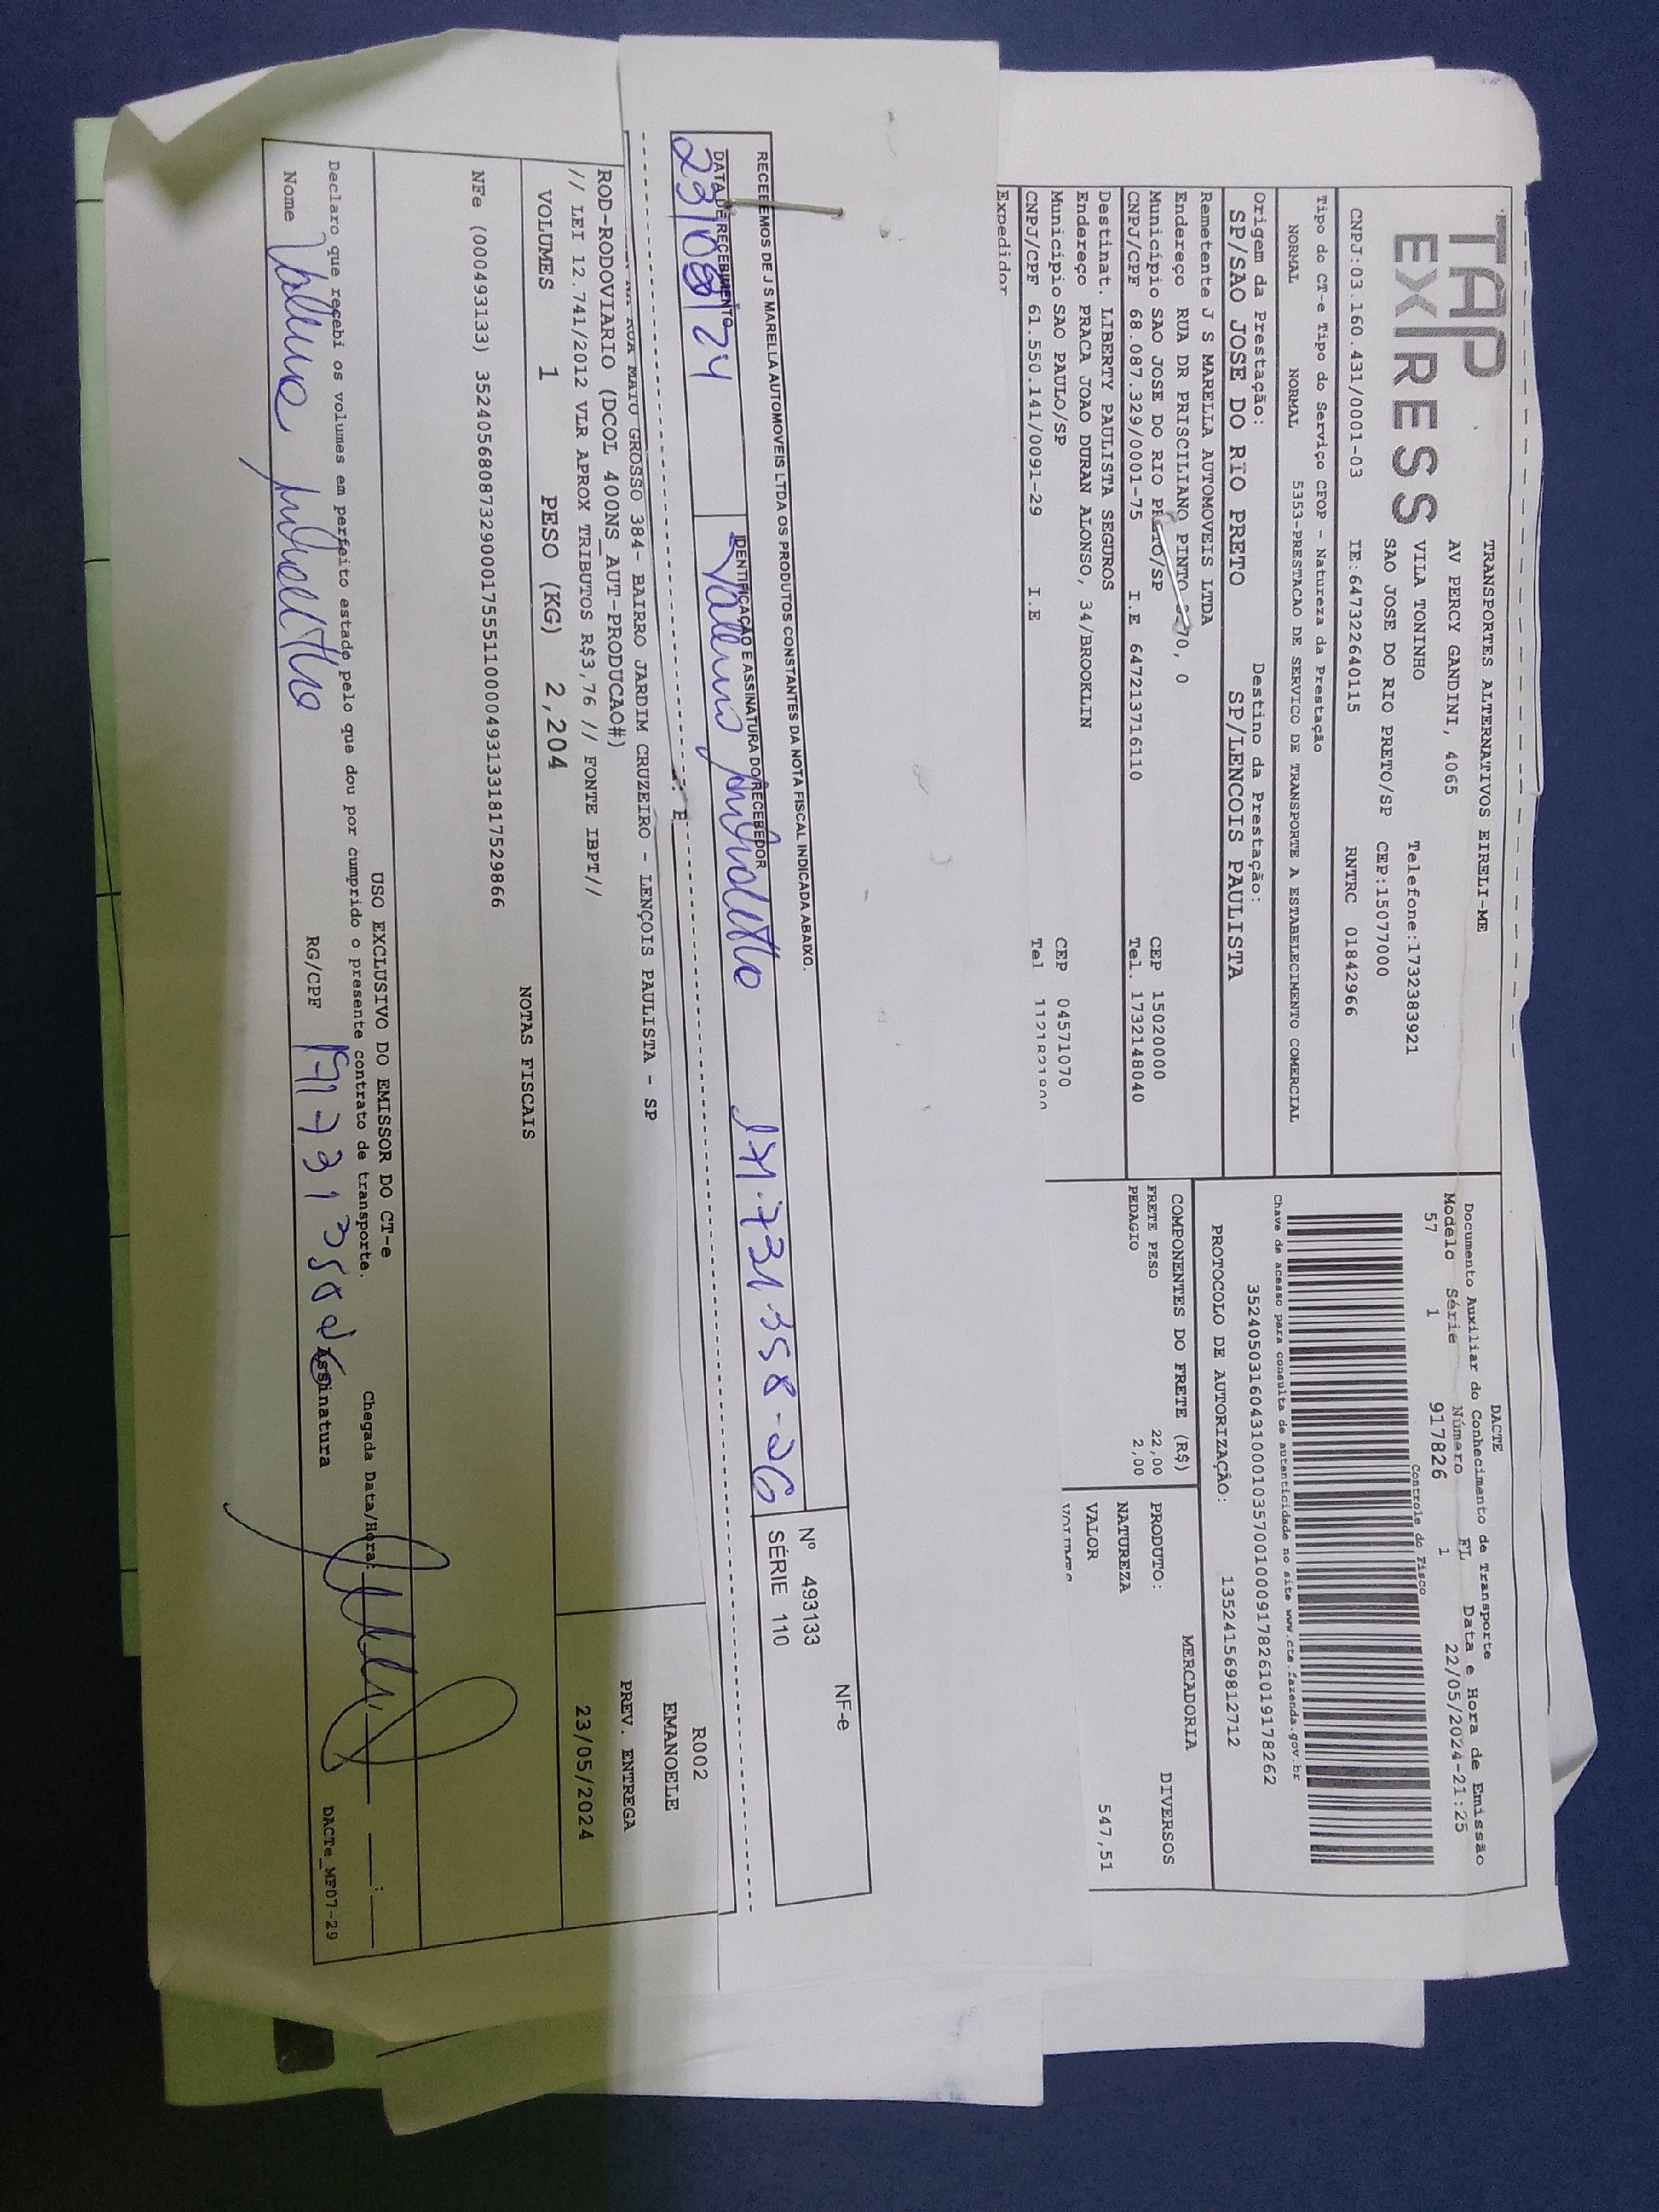 TAP EXPRESS
TRANSPORTES ALTERNATIVOS EIRELI-ME
AV PERCY GANDINI, 4065
VILA TONINHO Telefone:1732383921
SAO JOSE DO RIO PRETO/SP CEP:15077000
CNPJ:03.160.431/0001-03 IE:647322640115 RNTRC 01842966
Tipo do CT-e Tipo do Serviço CFOP - Natureza da Prestação
NORMAL NORMAL 5353-PRESTACAO DE SERVICO DE TRANSPORTE A ESTABELECIMENTO COMERCIAL
Origem da Prestação: Destino da Prestação:
SP/SAO JOSE DO RIO PRETO SP/LENCOIS PAULISTA
Remetente J S MARELLA AUTOMOVEIS LTDA
Endereço RUA DR PRISCILIANO PINTO 70, 0
Município SAO JOSE DO RIO PRETO/SP CEP 15020000
CNPJ/CPF 68.087.329/0001-75 I.E 647213716110 Tel. 1732148040
Destinat. LIBERTY PAULISTA SEGUROS
Endereço PRACA JOAO DURAN ALONSO, 34/BROOKLIN
Município SAO PAULO/SP CEP 04571070
CNPJ/CPF 61.550.141/0091-29 I.E Tel
Expedidor
DACTE
Documento Auxiliar do Conhecimento de Transporte
Modelo Série Número FL Data e Hora de Emissão
57 1 917826 1 22/05/2024-21:25
Controle do Fisco
Chave de acesso para consulta de autenticidade no site www.cte.fazenda.gov.br
35240503160431000103570010009178261019178262
PROTOCOLO DE AUTORIZAÇÃO: 135241569812712
COMPONENTES DO FRETE (R$)
FRETE PESO 22,00
PEDAGIO 2,00
MERCADORIA
PRODUTO: DIVERSOS
NATUREZA
VALOR 547,51
VOLUMES
RECEBEMOS DE J S MARELLA AUTOMOVEIS LTDA OS PRODUTOS CONSTANTES DA NOTA FISCAL INDICADA ABAIXO.
DATA DE RECEBIMENTO IDENTIFICAÇÃO E ASSINATURA DO RECEBEDOR
171.731.358-26
NF-e
Nº 493133
SÉRIE 110
RUA MATO GROSSO 384- BAIRRO JARDIM CRUZEIRO - LENÇOIS PAULISTA - SP
ROD-RODOVIARIO (DCOL 400NS_AUT-PRODUCAO#)
// LEI 12.741/2012 VLR APROX TRIBUTOS R$3,76 // FONTE IBPT//
R002
EMANOELE
PREV. ENTREGA
23/05/2024
VOLUMES 1 PESO (KG) 2,204
NOTAS FISCAIS
NFe (000493133) 35240568087329000175551100004931331817529866
USO EXCLUSIVO DO EMISSOR DO CT-e
Declaro que recebi os volumes em perfeito estado pelo que dou por cumprido o presente contrato de transporte.
Chegada Data/Hora:
Nome RG/CPF Assinatura
DACTe_MF07-29